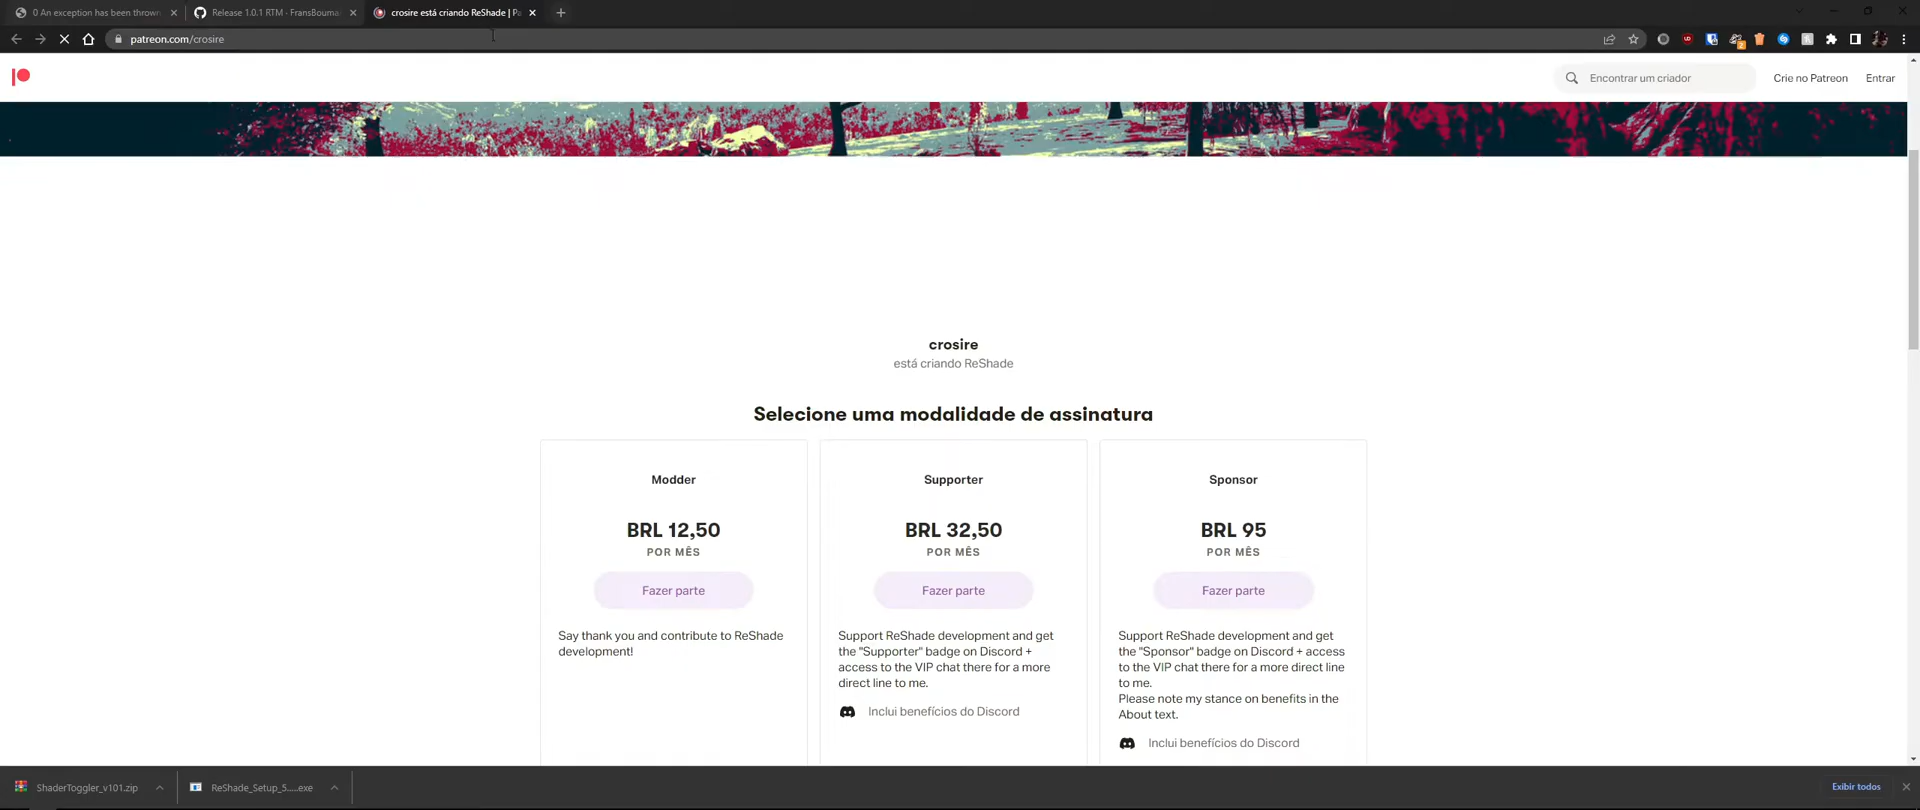 0 An exception has been thrown
Release 1.0.1 RTM · FransBouma
crosire está criando ReShade | Pa
patreon.com/crosire
2
Encontrar um criador
Crie no Patreon
Entrar
crosire
está criando ReShade
Selecione uma modalidade de assinatura
Modder
BRL 12,50
POR MÊS
Fazer parte
Say thank you and contribute to ReShade
development!
Supporter
BRL 32,50
POR MÊS
Fazer parte
Support ReShade development and get
the "Supporter" badge on Discord +
access to the VIP chat there for a more
direct line to me.
Inclui benefícios do Discord
Sponsor
BRL 95
POR MÊS
Fazer parte
Support ReShade development and get
the "Sponsor" badge on Discord + access
to the VIP chat there for a more direct line
to me.
Please note my stance on benefits in the
About text.
Inclui benefícios do Discord
ShaderToggler_v101.zip
ReShade_Setup_5.....exe
Exibir todos